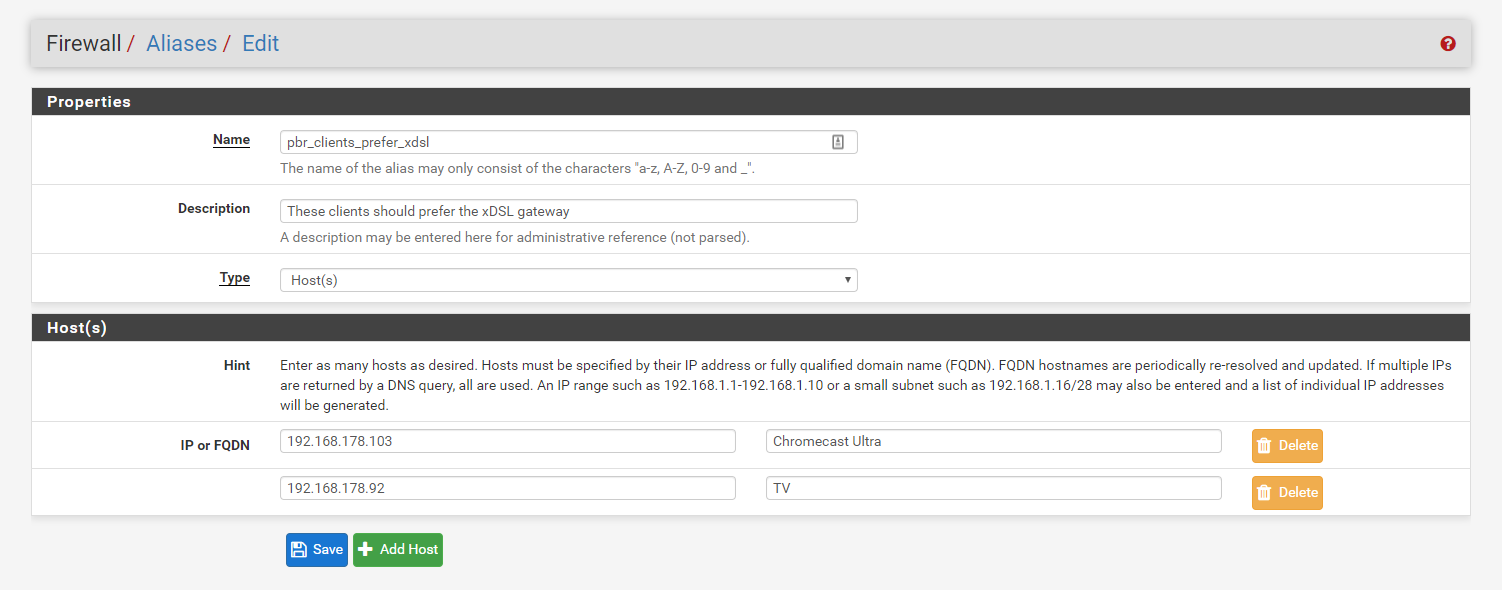 Firewall / Aliases / Edit
Properties
Name
pbr_clients_prefer_xdsl
The name of the alias may only consist of the characters "a-z, A-Z, 0-9 and _".
Description
These clients should prefer the xDSL gateway
A description may be entered here for administrative reference (not parsed).
Type
Host(s)
Host(s)
Hint
Enter as many hosts as desired. Hosts must be specified by their IP address or fully qualified domain name (FQDN). FQDN hostnames are periodically re-resolved and updated. If multiple IPs
are returned by a DNS query, all are used. An IP range such as 192.168.1.1-192.168.1.10 or a small subnet such as 192.168.1.16/28 may also be entered and a list of individual IP addresses
will be generated.
IP or FQDN
192.168.178.103
Chromecast Ultra
Delete
192.168.178.92
TV
Delete
Save
Add Host